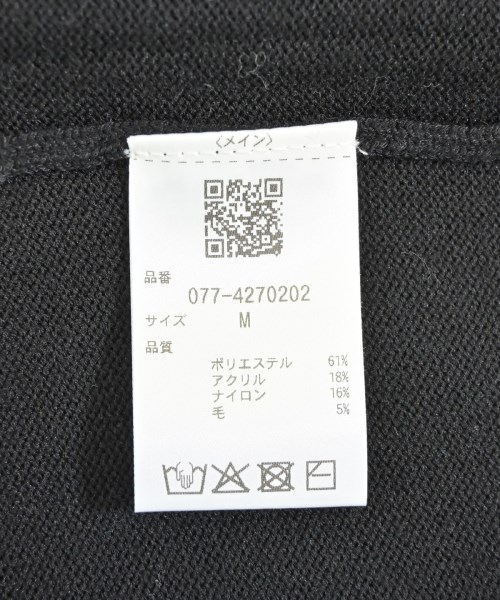 〈メイン〉
品番
077-4270202
サイズ M
品質
ポリエステル 61%
アクリル 18%
ナイロン 16%
毛 5%